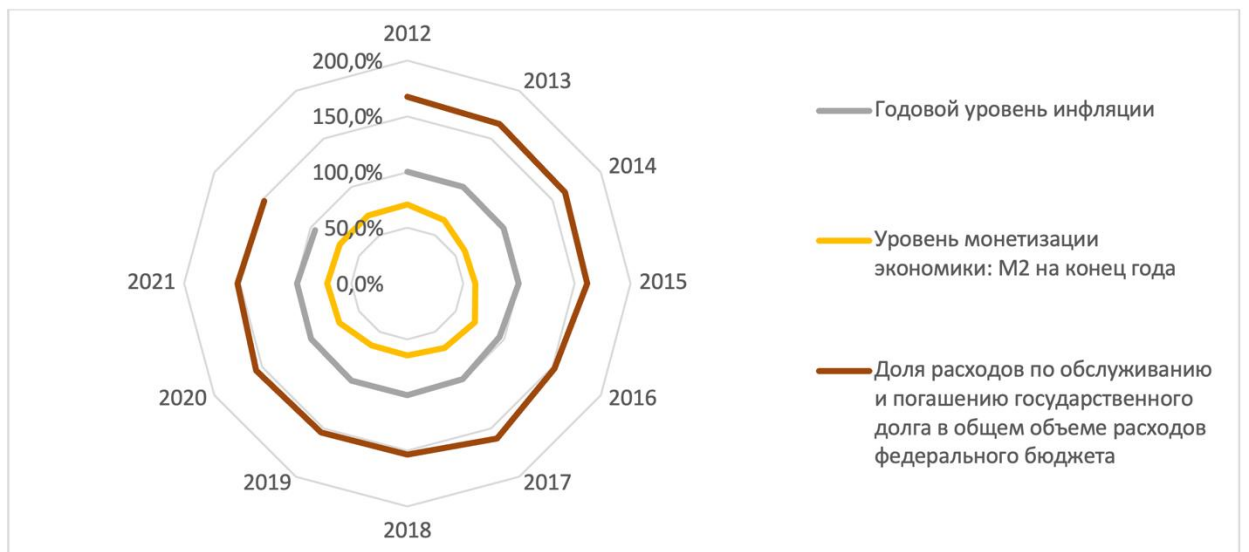 2012
200,0%
2013
150,0%
2014
100,0%
50,0%
2021
0,0%
2015
2020
2016
2019
2017
2018
Годовой уровень инфляции
Уровень монетизации
экономики: М2 на конец года
Доля расходов по обслуживанию
и погашению государственного
долга в общем объеме расходов
федерального бюджета